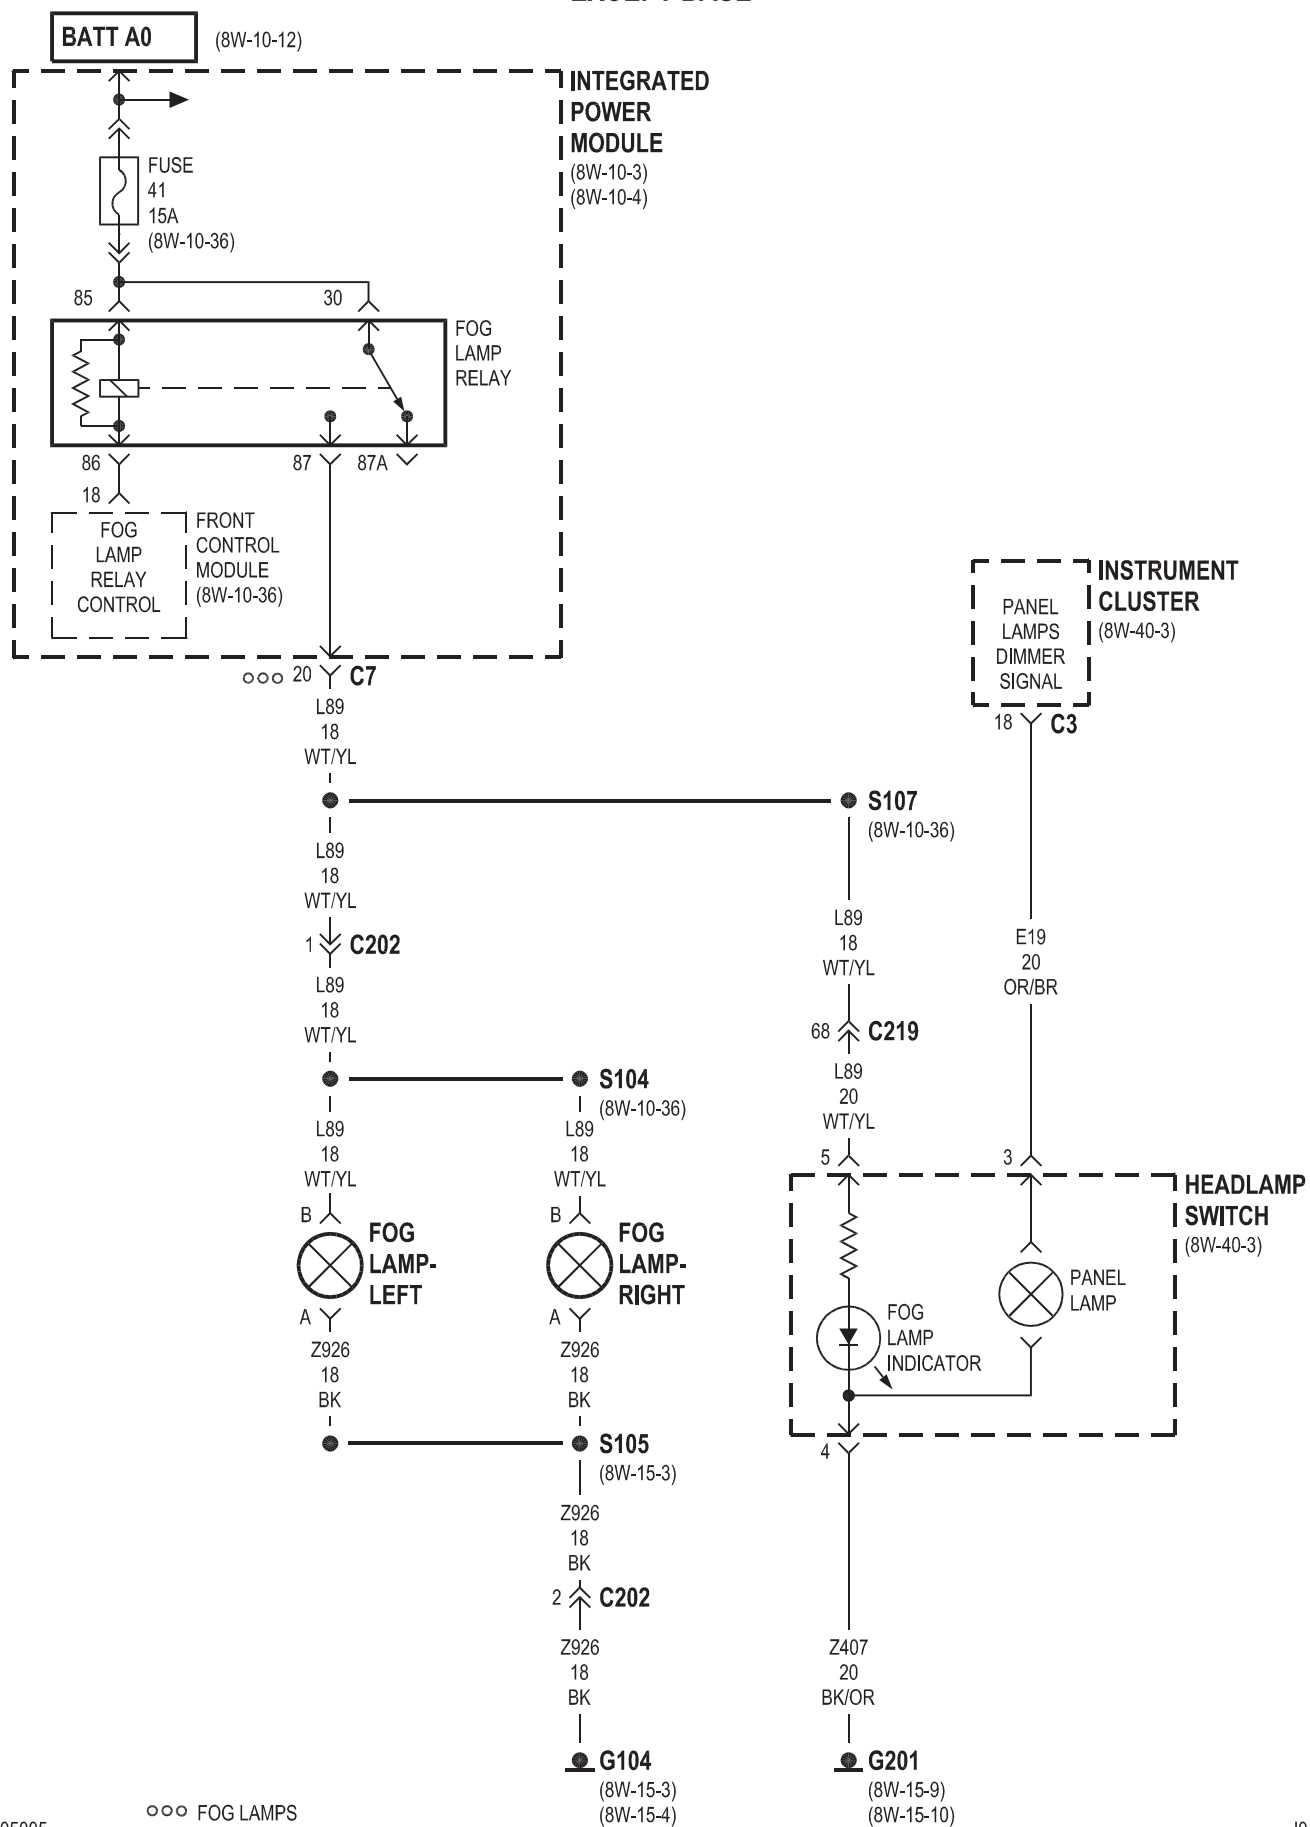 BATT A0
(8W-10-12)
INTEGRATED
POWER
MODULE
(8W-10-3)
(8W-10-4)
FUSE
41
15A
(8W-10-36)
85
30
FOG
LAMP
RELAY
86
87
87A
18
FOG
LAMP
RELAY
CONTROL
FRONT
CONTROL
MODULE
(8W-10-36)
INSTRUMENT
CLUSTER
(8W-40-3)
PANEL
LAMPS
DIMMER
SIGNAL
20
C7
18
C3
L89
18
WT/YL
S107
(8W-10-36)
L89
18
WT/YL
L89
18
WT/YL
E19
20
OR/BR
1
C202
L89
18
WT/YL
68
C219
L89
20
WT/YL
S104
(8W-10-36)
L89
18
WT/YL
L89
18
WT/YL
5
3
HEADLAMP
SWITCH
(8W-40-3)
B
FOG
LAMP-
LEFT
A
B
FOG
LAMP-
RIGHT
A
PANEL
LAMP
FOG
LAMP
INDICATOR
Z926
18
BK
Z926
18
BK
S105
(8W-15-3)
4
Z926
18
BK
2
C202
Z926
18
BK
Z407
20
BK/OR
G104
(8W-15-3)
(8W-15-4)
G201
(8W-15-9)
(8W-15-10)
FOG LAMPS